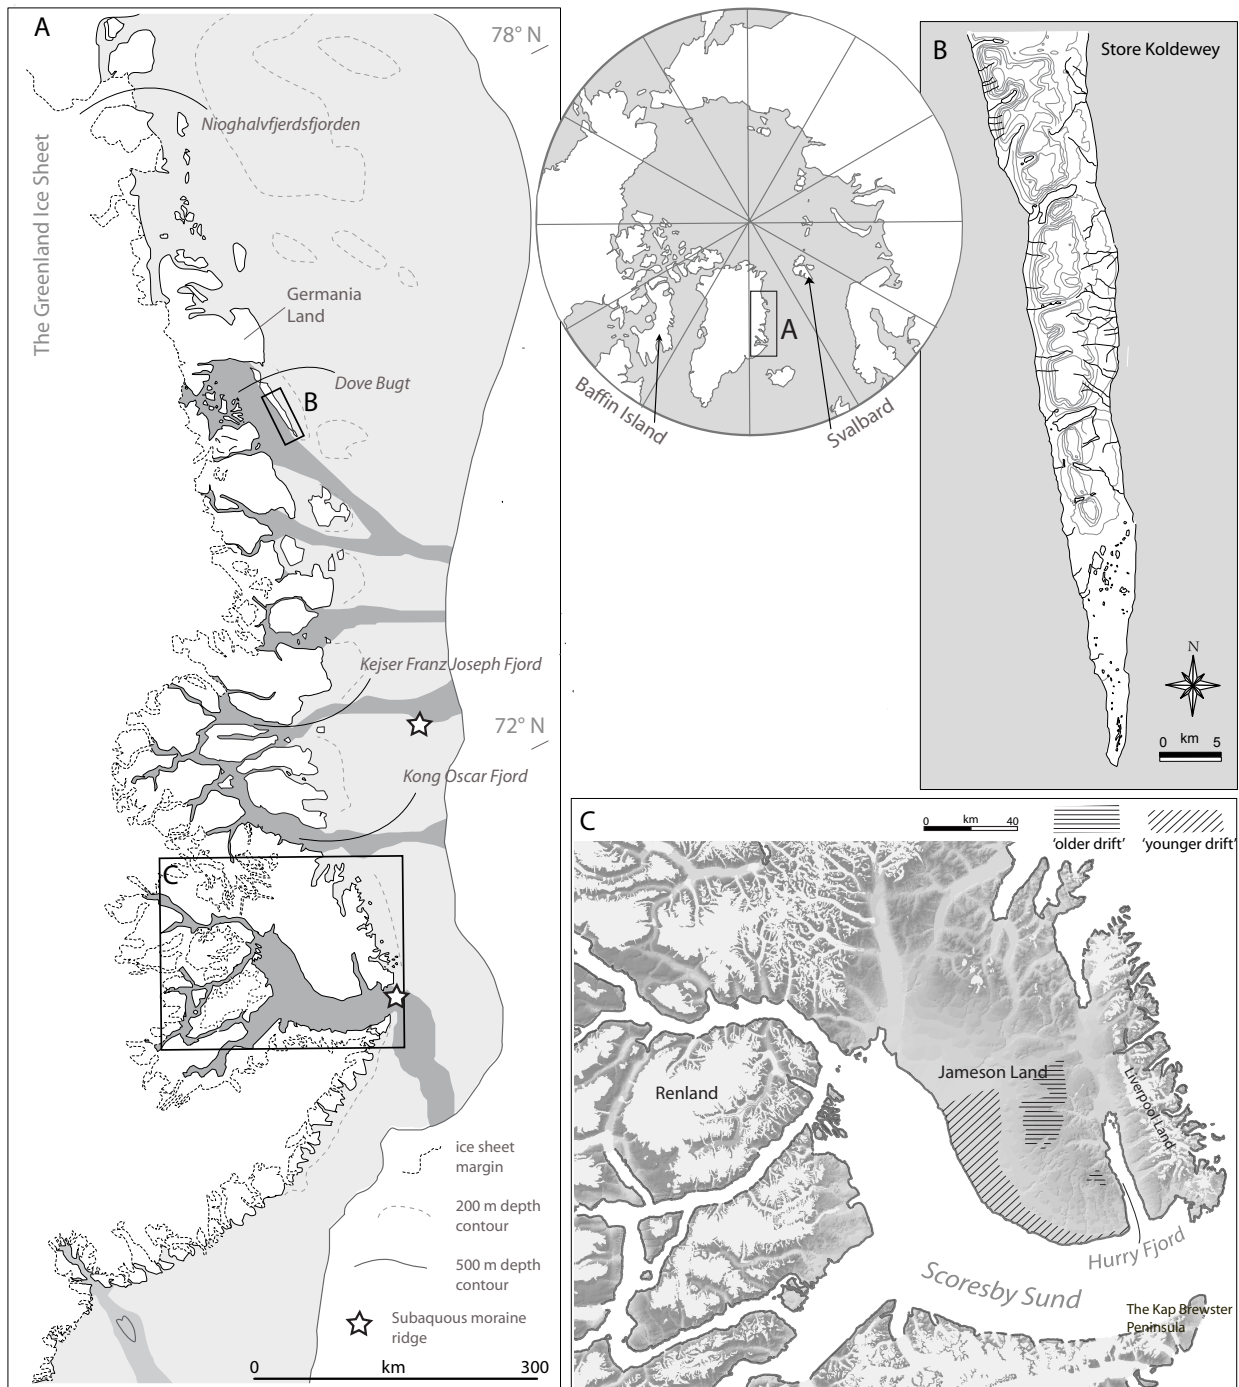 A
78° N
Nioghalvfjerdsfjorden
The Greenland Ice Sheet
Germania
Land
Dove Bugt
B
Kejser Franz Joseph Fjord
72° N
Kong Oscar Fjord
C
ice sheet
margin
200 m depth
contour
500 m depth
contour
Subaquous moraine
ridge
0 km 300
A
Baffin Island
Svalbard
B
Store Koldewey
N
0 km 5
C
0 km 40
'older drift'
'younger drift'
Jameson Land
Renland
Liverpool Land
Hurry Fjord
Scoresby Sund
The Kap Brewster
Peninsula